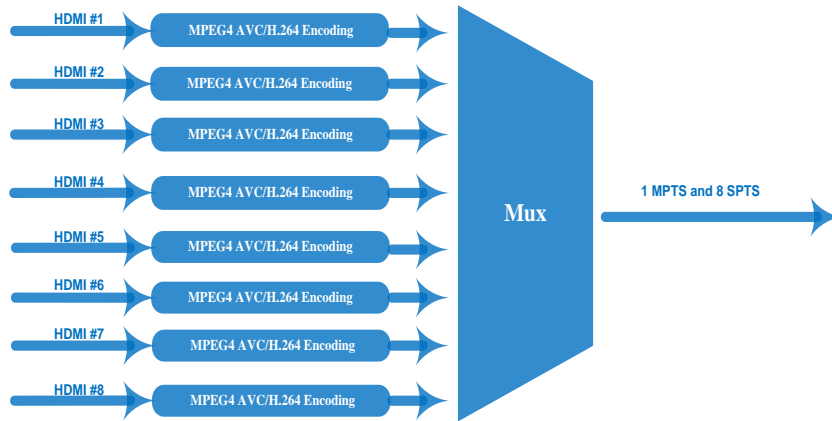 HDMI #1
MPEG4 AVC/H.264 Encoding
HDMI #2
MPEG4 AVC/H.264 Encoding
HDMI #3
MPEG4 AVC/H.264 Encoding
HDMI #4
MPEG4 AVC/H.264 Encoding
HDMI #5
MPEG4 AVC/H.264 Encoding
HDMI #6
MPEG4 AVC/H.264 Encoding
HDMI #7
MPEG4 AVC/H.264 Encoding
HDMI #8
MPEG4 AVC/H.264 Encoding
Mux
1 MPTS and 8 SPTS